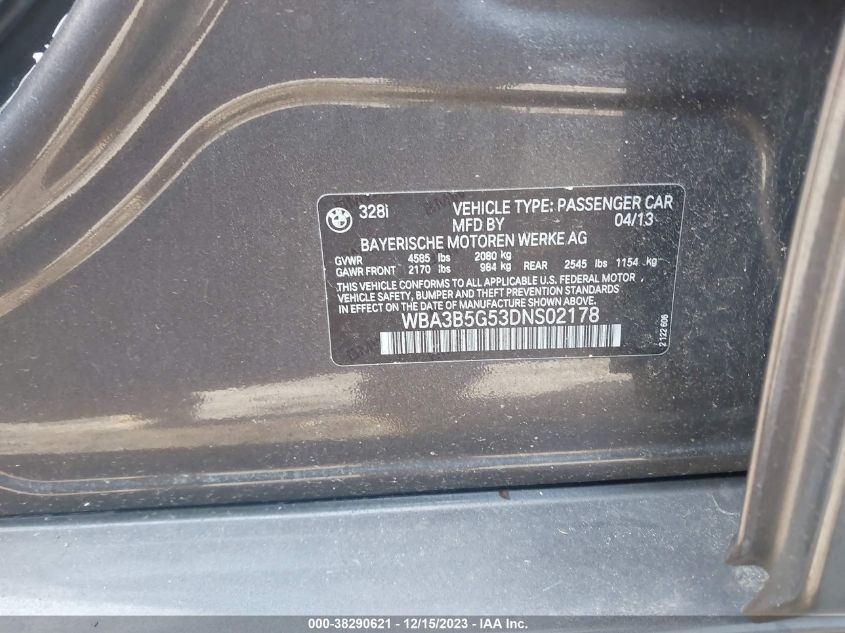 328i VEHICLE TYPE: PASSENGER CAR
MFD BY 04/13
BAYERISCHE MOTOREN WERKE AG
GVWR 4585 lbs 2080 kg
GAWR FRONT 2170 lbs 984 kg REAR 2545 lbs 1154 kg
THIS VEHICLE CONFORMS TO ALL APPLICABLE U.S. FEDERAL MOTOR
VEHICLE SAFETY, BUMPER AND THEFT PREVENTION STANDARDS
IN EFFECT ON THE DATE OF MANUFACTURE SHOWN ABOVE.
WBA3B5G53DNS02178
2 122 606
000-38290621 - 12/15/2023 - IAA Inc.